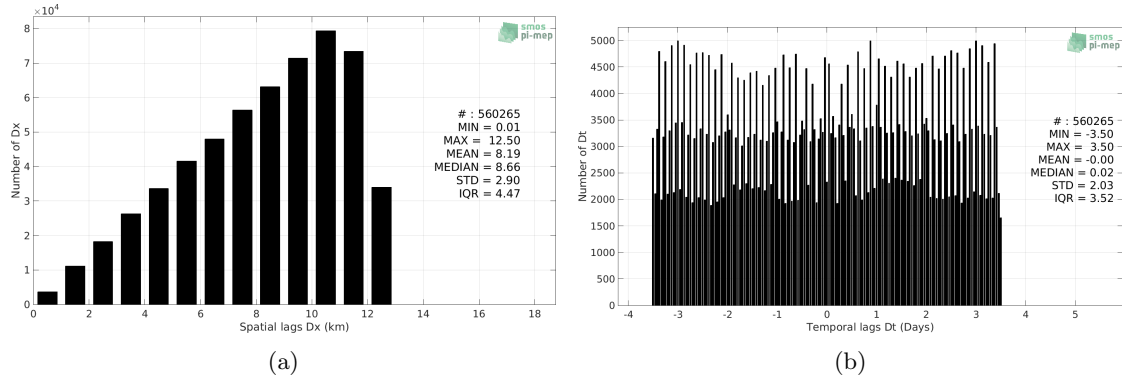 ×10⁴
8
7
6
5
4
3
2
1
0
Number of Dx
0 2 4 6 8 10 12 14 16 18
Spatial lags Dx (km)
smos
pi-mep
# : 560265
MIN = 0.01
MAX = 12.50
MEAN = 8.19
MEDIAN = 8.66
STD = 2.90
IQR = 4.47
(a)
5000
4500
4000
3500
3000
2500
2000
1500
1000
500
0
Number of Dt
-4 -3 -2 -1 0 1 2 3 4 5
Temporal lags Dt (Days)
smos
pi-mep
# : 560265
MIN = -3.50
MAX = 3.50
MEAN = -0.00
MEDIAN = 0.02
STD = 2.03
IQR = 3.52
(b)